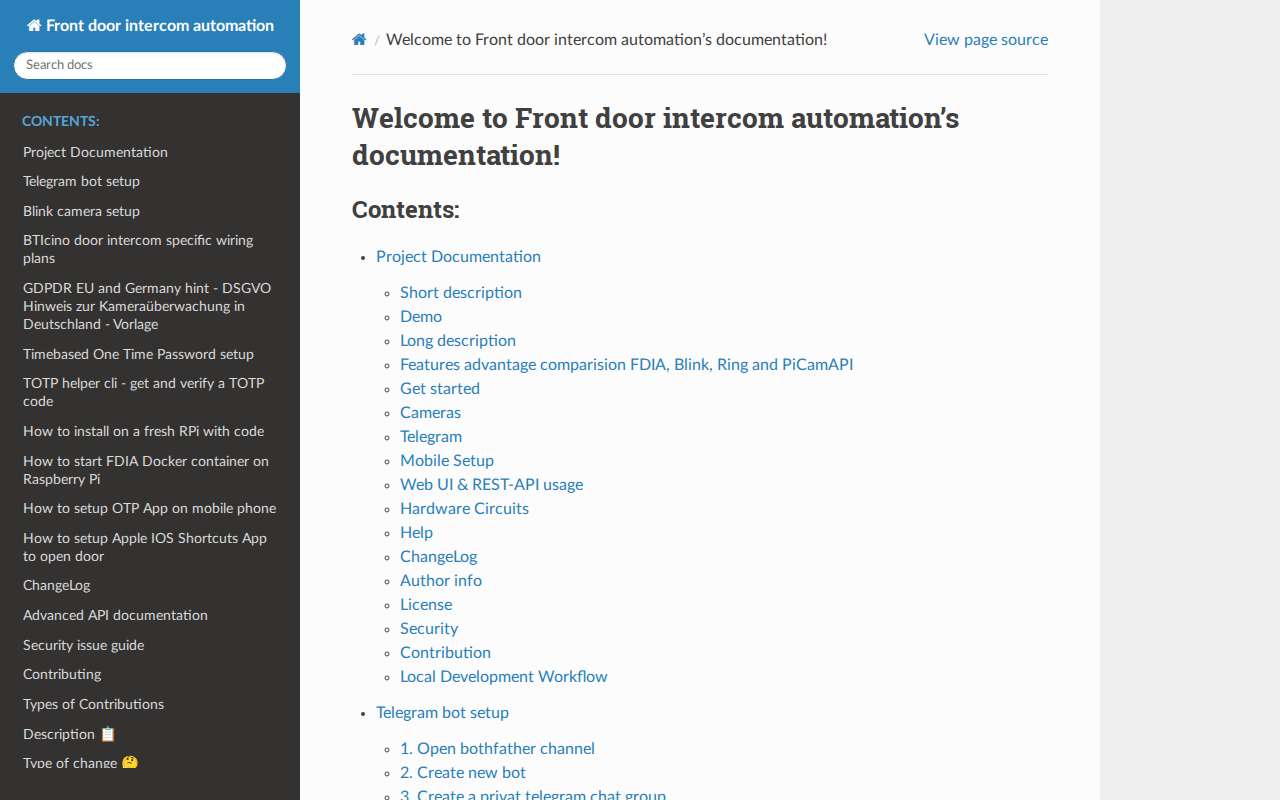 Front door intercom automation
Search docs
CONTENTS:
Project Documentation
Telegram bot setup
Blink camera setup
BTIcino door intercom specific wiring
plans
GDPDR EU and Germany hint - DSGVO
Hinweis zur Kameraüberwachung in
Deutschland - Vorlage
Timebased One Time Password setup
TOTP helper cli - get and verify a TOTP
code
How to install on a fresh RPi with code
How to start FDIA Docker container on
Raspberry Pi
How to setup OTP App on mobile phone
How to setup Apple IOS Shortcuts App
to open door
ChangeLog
Advanced API documentation
Security issue guide
Contributing
Types of Contributions
Description 📋
Type of change 🤔
/ Welcome to Front door intercom automation’s documentation!
View page source
Welcome to Front door intercom automation’s
documentation!
Contents:
• Project Documentation
◦ Short description
◦ Demo
◦ Long description
◦ Features advantage comparision FDIA, Blink, Ring and PiCamAPI
◦ Get started
◦ Cameras
◦ Telegram
◦ Mobile Setup
◦ Web UI & REST-API usage
◦ Hardware Circuits
◦ Help
◦ ChangeLog
◦ Author info
◦ License
◦ Security
◦ Contribution
◦ Local Development Workflow
• Telegram bot setup
◦ 1. Open bothfather channel
◦ 2. Create new bot
◦ 3. Create a privat telegram chat group